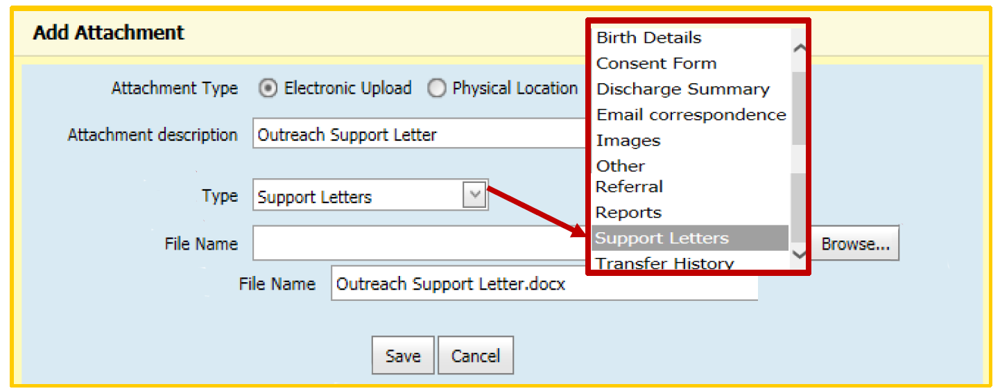 Add Attachment
Attachment Type Electronic Upload Physical Location
Attachment description Outreach Support Letter
Type Support Letters
File Name Browse...
File Name Outreach Support Letter.docx
Save Cancel
Birth Details
Consent Form
Discharge Summary
Email correspondence
Images
Other
Referral
Reports
Support Letters
Transfer History